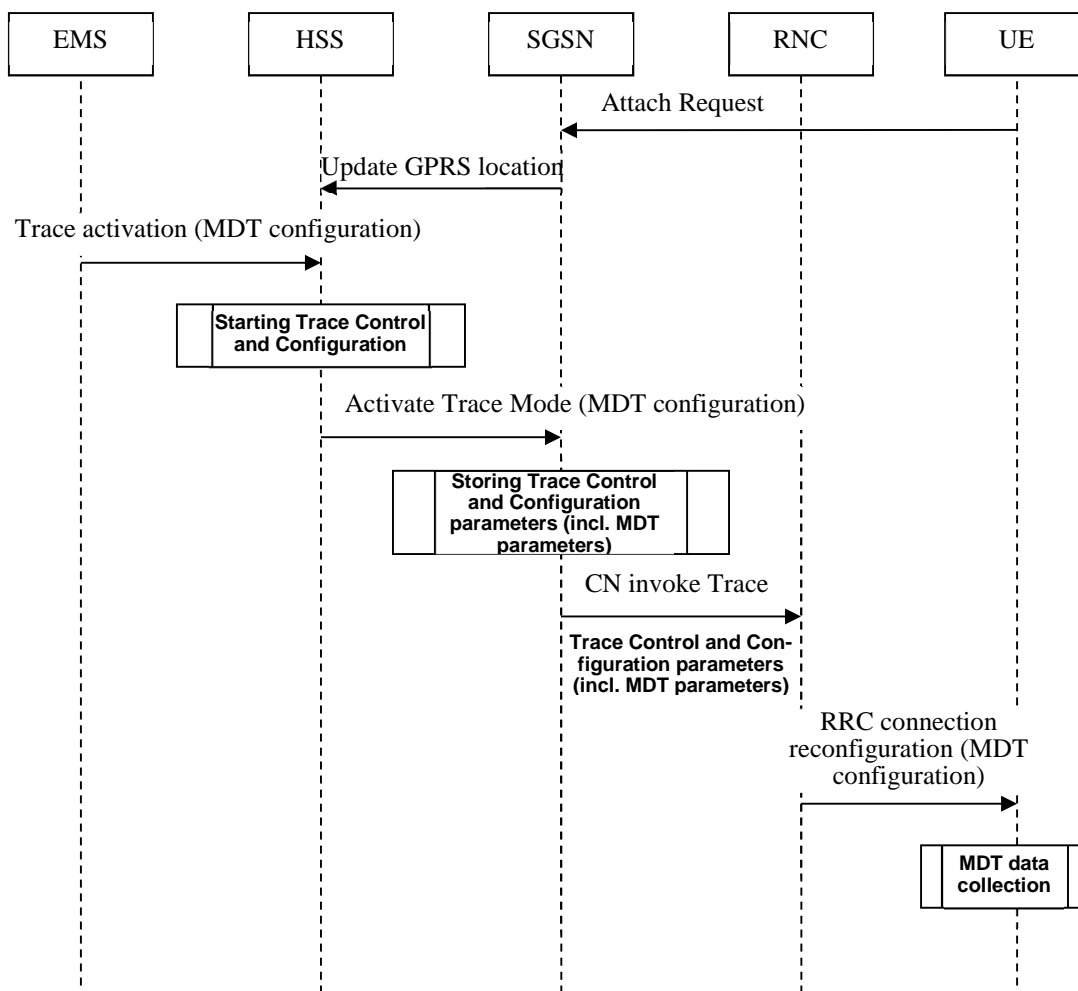 EMS
HSS
SGSN
RNC
UE
Attach Request
Update GPRS location
Trace activation (MDT configuration)
Starting Trace Control
and Configuration
Activate Trace Mode (MDT configuration)
Storing Trace Control
and Configuration
parameters (incl. MDT
parameters)
CN invoke Trace
Trace Control and Con-
figuration parameters
(incl. MDT parameters)
RRC connection
reconfiguration (MDT
configuration)
MDT data
collection